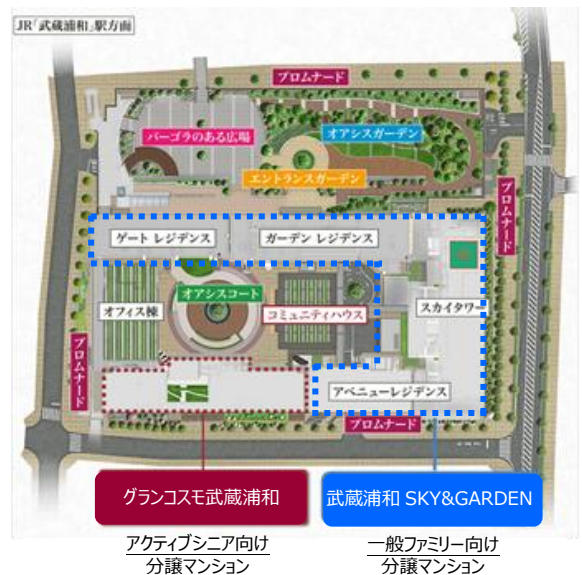 JR「武蔵浦和」駅方面
プロムナード
パーゴラのある広場
オアシスガーデン
エントランスガーデン
プロムナード
ゲート レジデンス
ガーデン レジデンス
オアシスコート
オフィス棟
コミュニティハウス
スカイタワー
プロムナード
アベニューレジデンス
プロムナード
グランコスモ武蔵浦和
武蔵浦和 SKY&GARDEN
アクティブシニア向け
分譲マンション
一般ファミリー向け
分譲マンション